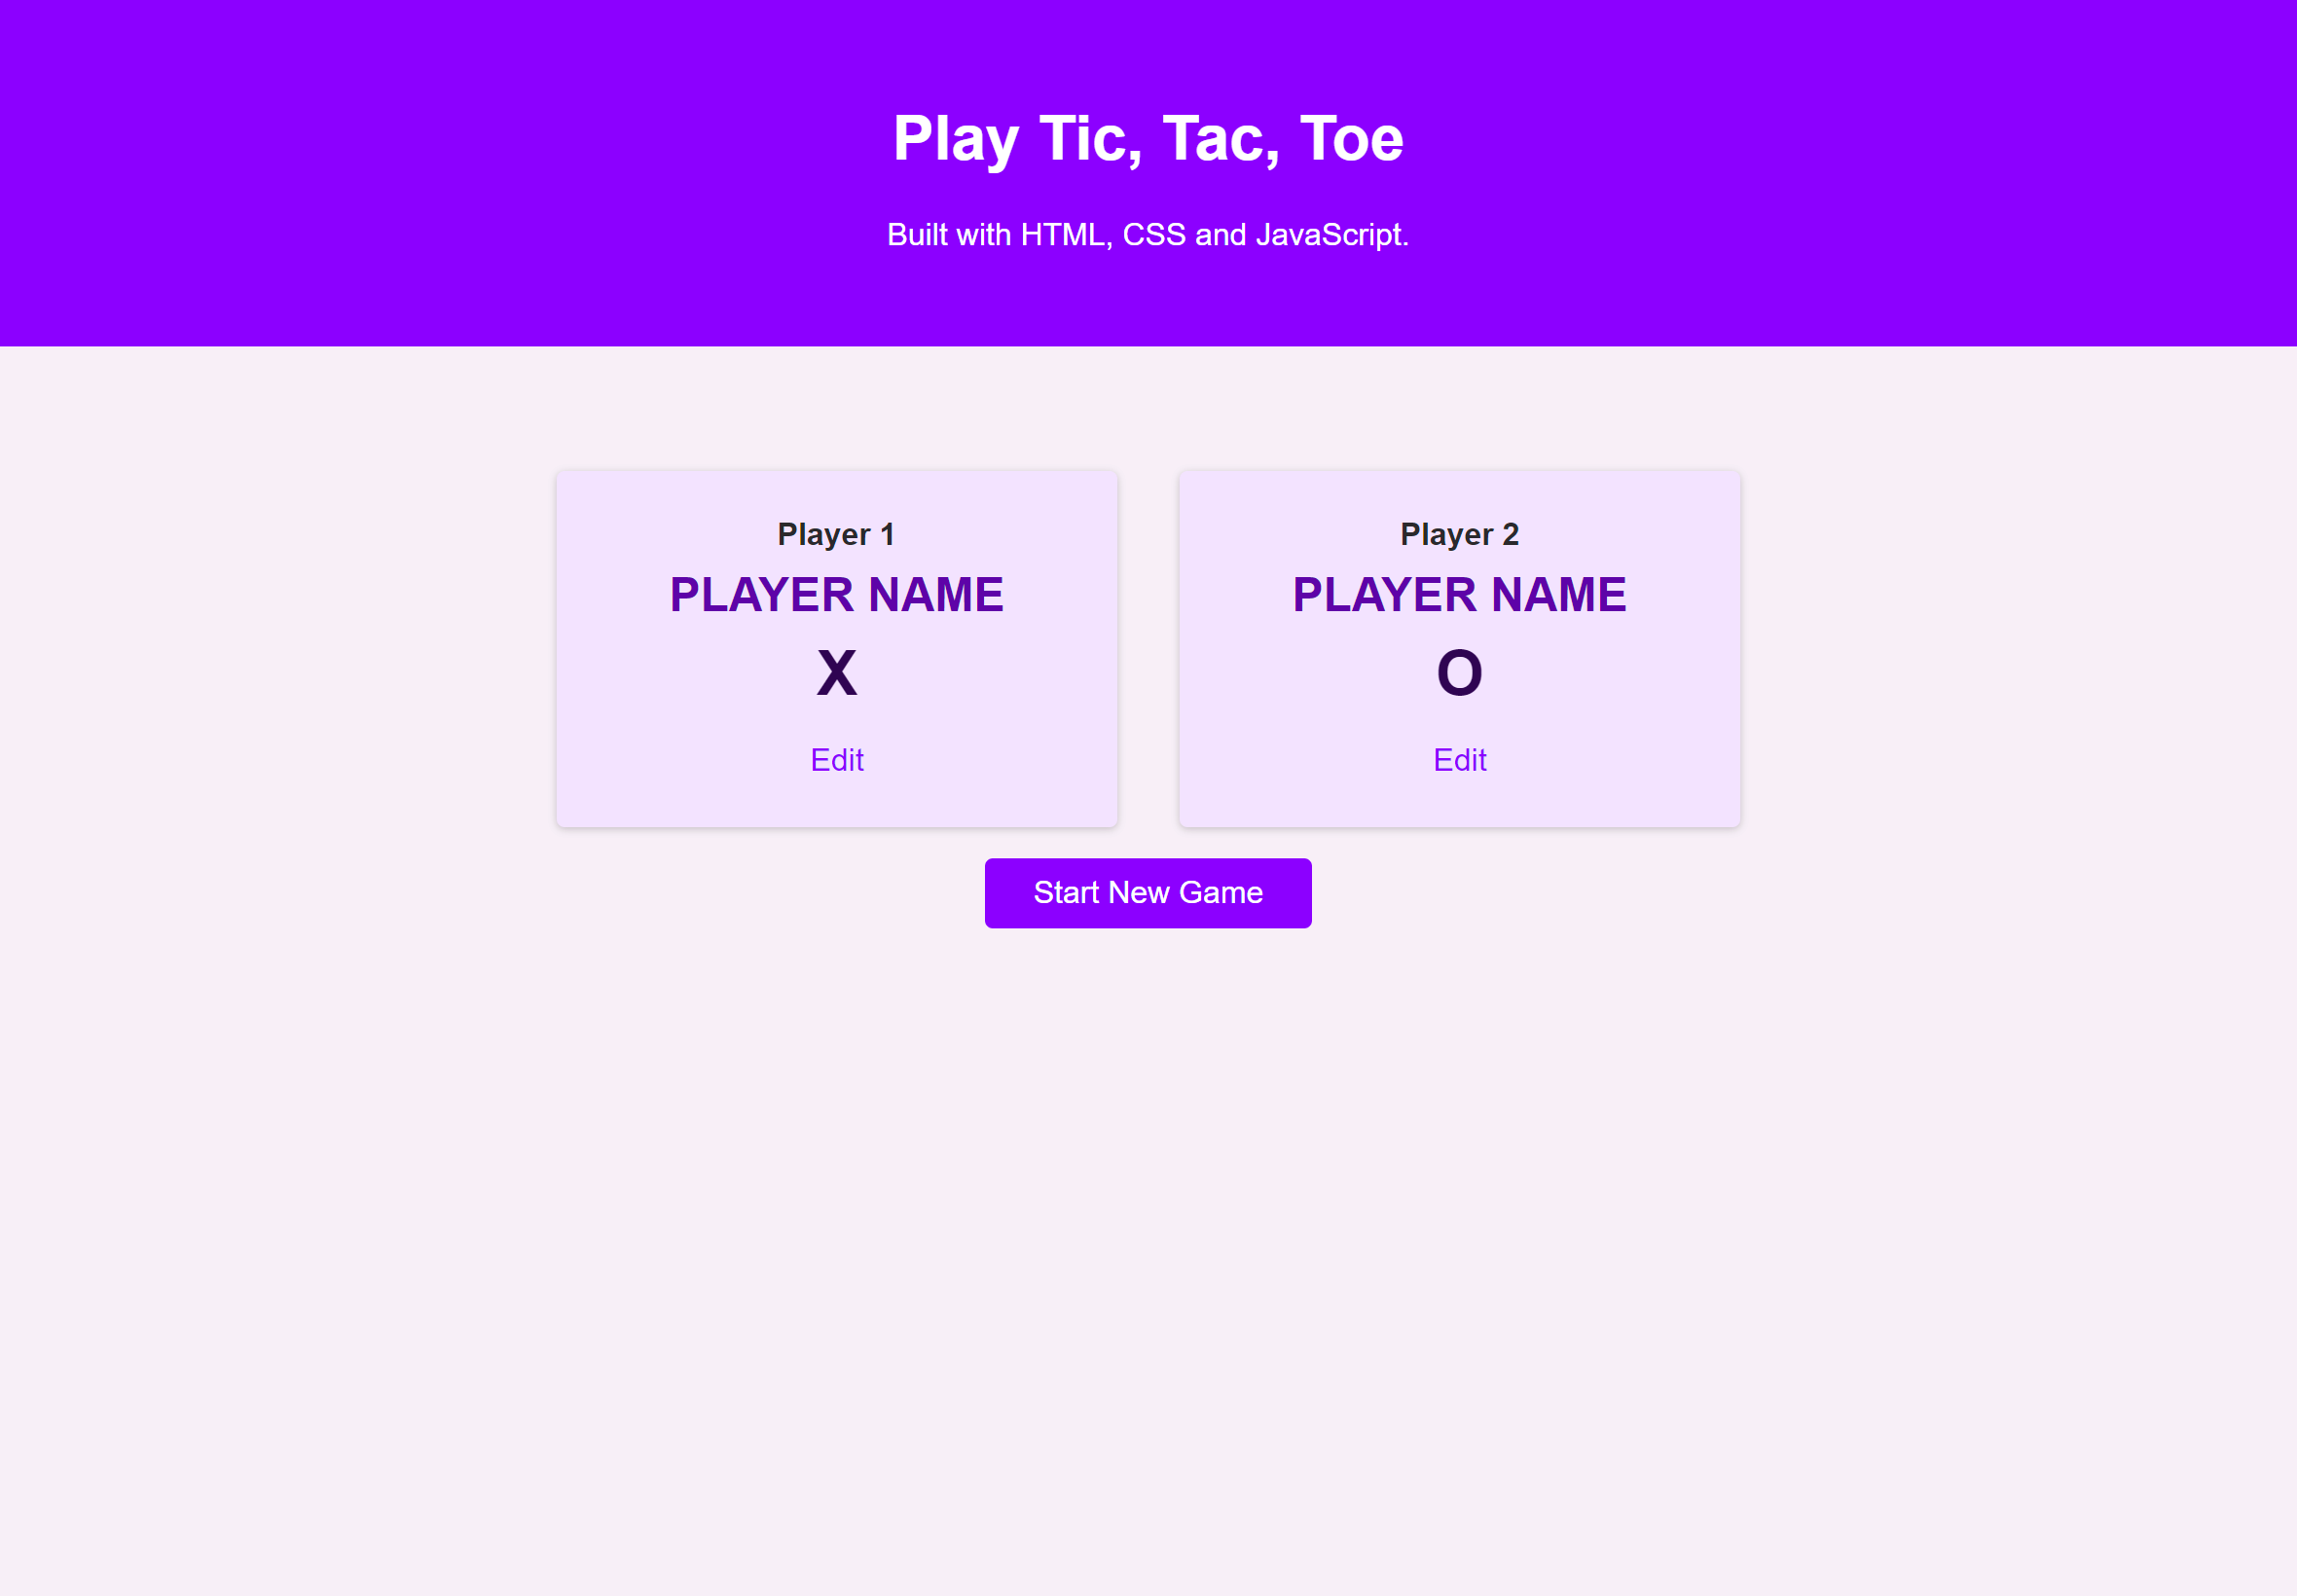 Play Tic, Tac, Toe
Built with HTML, CSS and JavaScript.
Player 1
PLAYER NAME
X
Edit
Player 2
PLAYER NAME
O
Edit
Start New Game